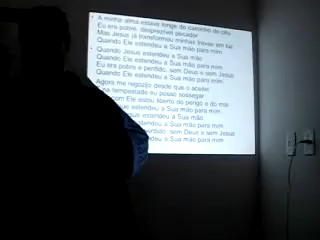 A minha alma estava longe do caminho do céu
Eu era pobre, desprezível pecador
Mas Jesus já transformou minhas trevas em luz
Quando Ele estendeu a Sua mão para mim
Quando Jesus estendeu a Sua mão
Quando Ele estendeu a Sua mão para mim
Eu era pobre e perdido, sem Deus e sem Jesus
Quando Ele estendeu a Sua mão para mim
Agora me regozijo desde que o aceitei
na tempestade eu posso sossegar
com Ele estou liberto do perigo e do mal
estendeu a Sua mão para mim
estendeu a Sua mão
estendeu a Sua mão para mim
perdido, sem Deus e sem Jesus
a Sua mão para mim